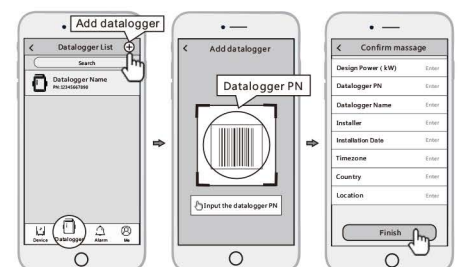 Add datalogger
Datalogger List
Search
Datalogger Name
PN:12345667890
Device
Datalogger
Alarm
Me
Add datalogger
Datalogger PN
Input the datalogger PN
Confirm massage
Design Power ( kW) Enter
Datalogger PN Enter
Datalogger Name Enter
Installer Enter
Installation Date Enter
Timezone Enter
Country Enter
Location Enter
Finish